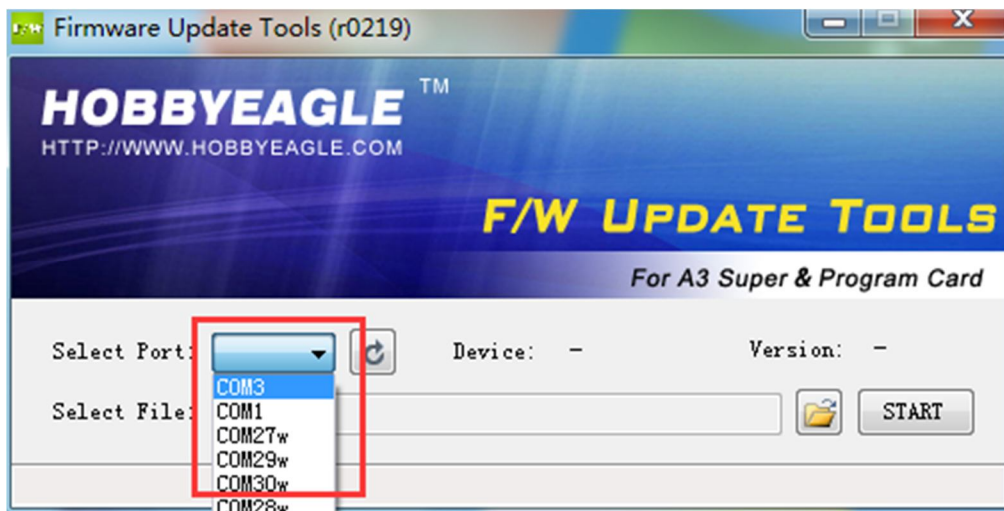 F/W Firmware Update Tools (r0219)
HOBBYEAGLE TM
HTTP://WWW.HOBBYEAGLE.COM
F/W UPDATE TOOLS
For A3 Super & Program Card
Select Port: Device: - Version: -
COM3
Select File: COM1 START
COM27w
COM29w
COM30w
COM28w